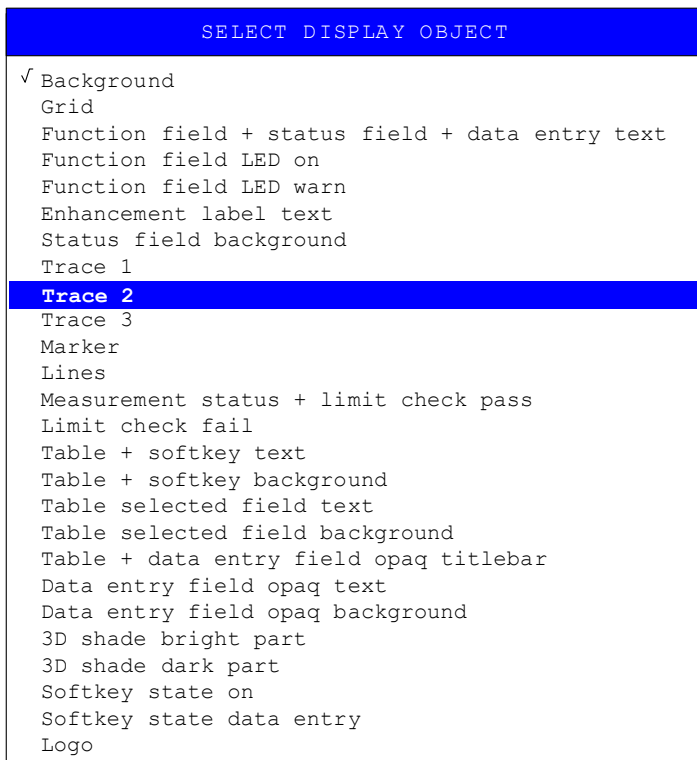 SELECT DISPLAY OBJECT
√ Background
Grid
Function field + status field + data entry text
Function field LED on
Function field LED warn
Enhancement label text
Status field background
Trace 1
Trace 2
Trace 3
Marker
Lines
Measurement status + limit check pass
Limit check fail
Table + softkey text
Table + softkey background
Table selected field text
Table selected field background
Table + data entry field opaq titlebar
Data entry field opaq text
Data entry field opaq background
3D shade bright part
3D shade dark part
Softkey state on
Softkey state data entry
Logo